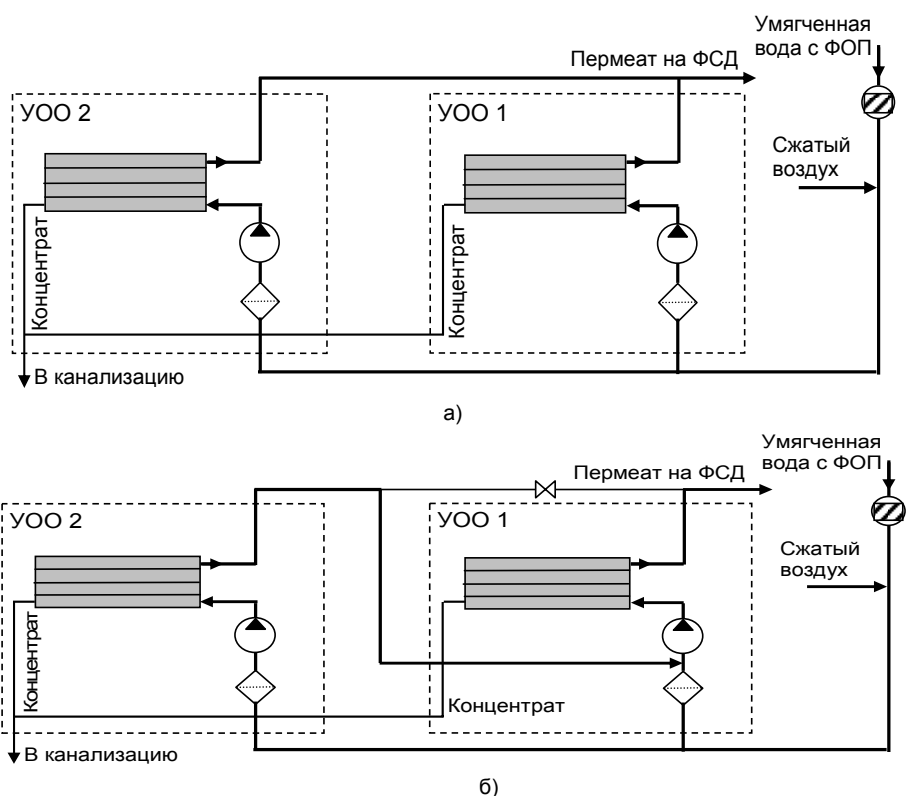 Умягченная
вода с ФОП
Пермеат на ФСД
УОО 2
УОО 1
Сжатый
воздух
Концентрат
Концентрат
В канализацию
а)
Умягченная
вода с ФОП
Пермеат на ФСД
УОО 2
УОО 1
Сжатый
воздух
Концентрат
Концентрат
В канализацию
б)